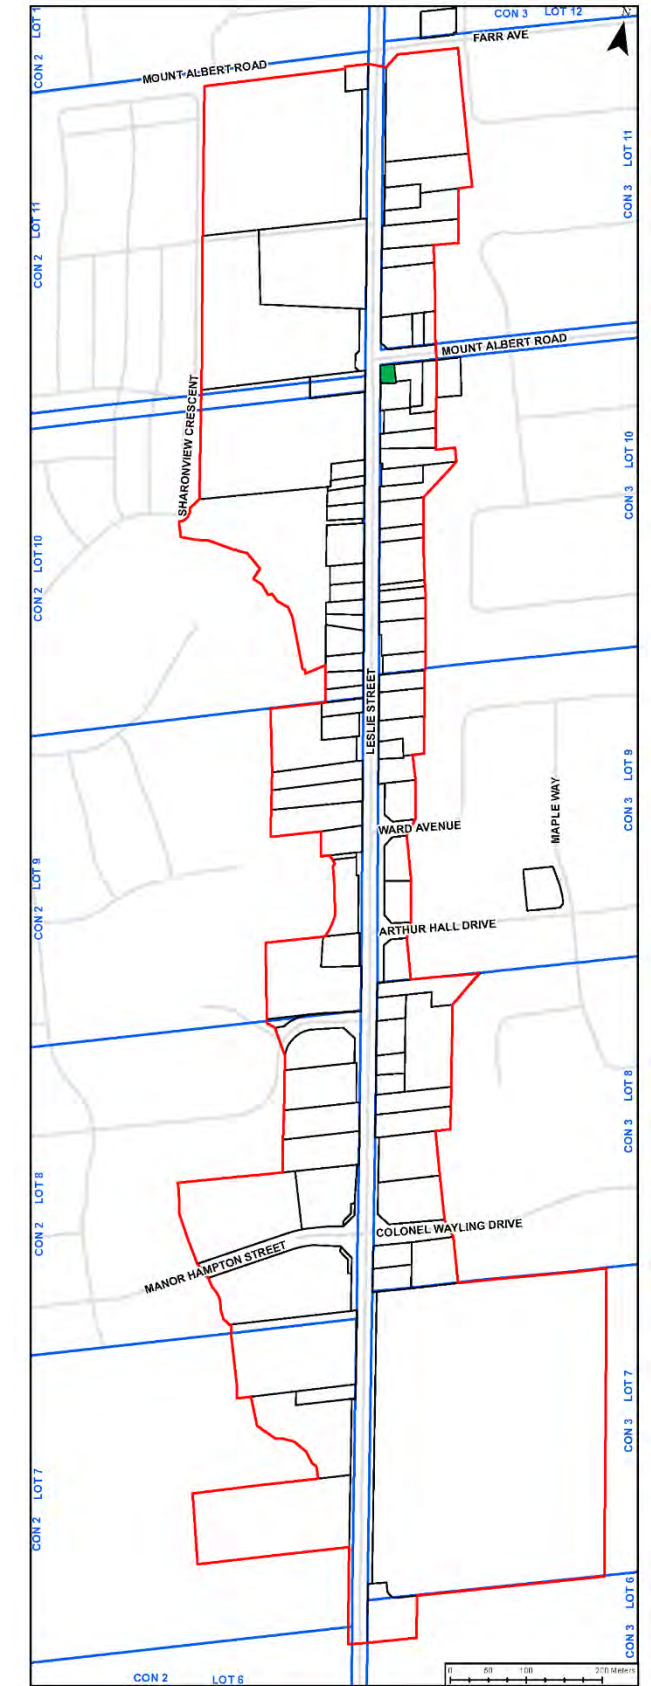 CON 3 LOT 12
N
LOT 1
FARR AVE
CON 2
MOUNT ALBERT ROAD
LOT 11
CON 3
LOT 11
CON 2
MOUNT ALBERT ROAD
SHARONVIEW CRESCENT
LOT 10
CON 3
LOT 10
CON 2
LESLIE STREET
LOT 9
CON 3
MAPLE WAY
WARD AVENUE
LOT 9
CON 2
ARTHUR HALL DRIVE
LOT 8
CON 3
LOT 8
CON 2
COLONEL WAYLING DRIVE
MANOR HAMPTON STREET
LOT 7
CON 3
LOT 7
CON 2
LOT 6
CON 3
CON 2 LOT 6
0 50 100 200 Meters